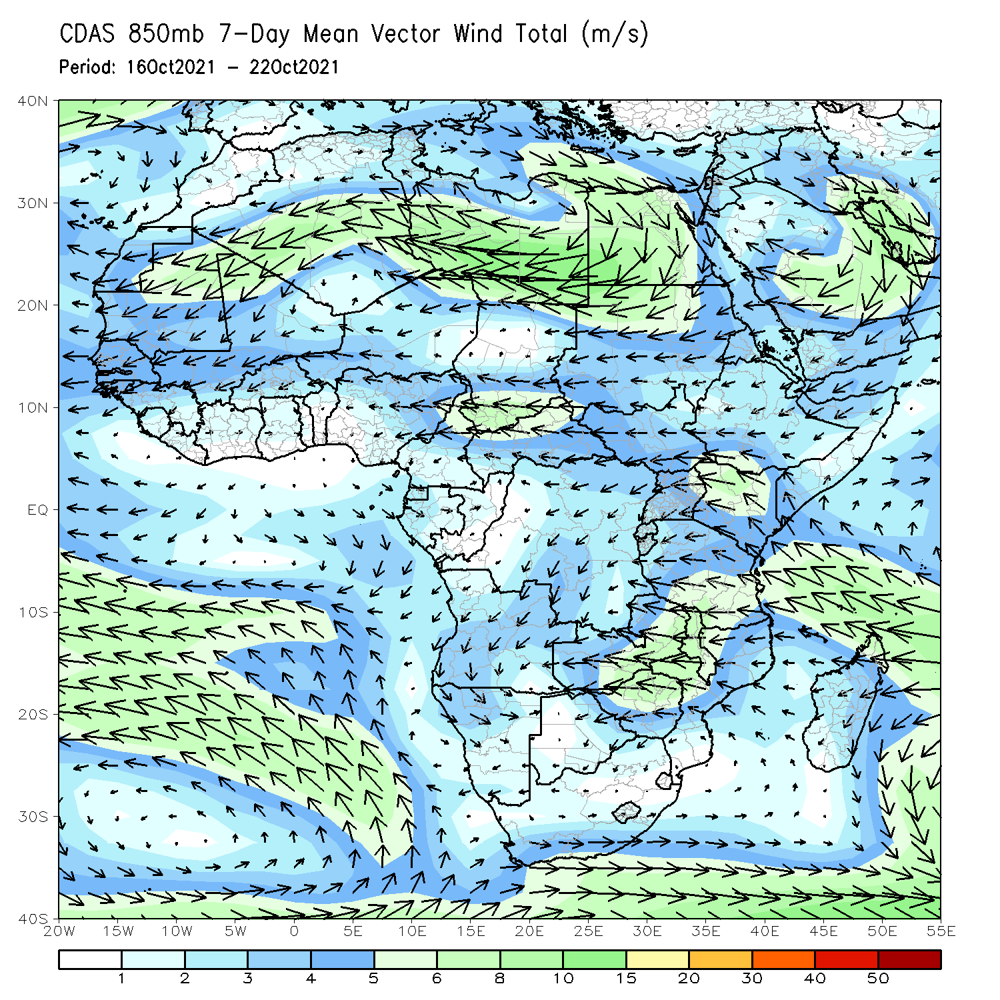 CDAS 850mb 7-Day Mean Vector Wind Total (m/s)
Period: 16Oct2021 - 22Oct2021
40N
30N
20N
10N
EQ
10S
20S
30S
40S
20W 15W 10W 5W 0 5E 10E 15E 20E 25E 30E 35E 40E 45E 50E 55E
1 2 3 4 5 6 8 10 15 20 30 40 50